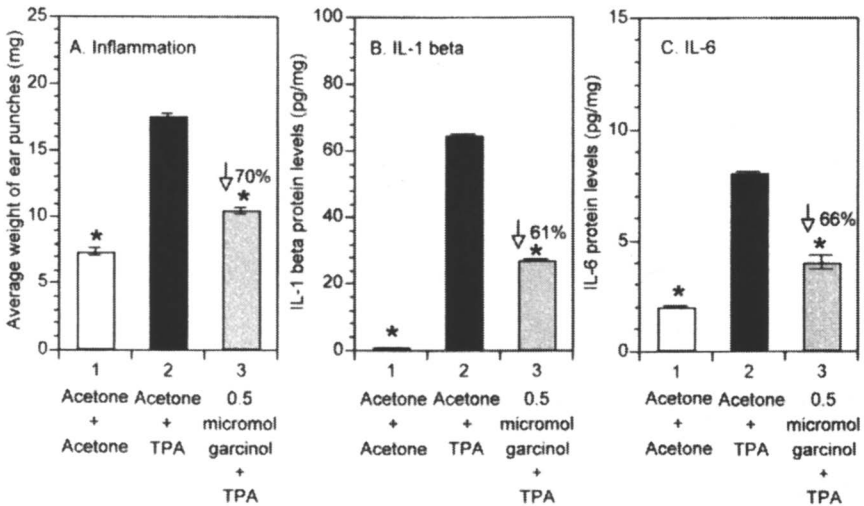 Average weight of ear punches (mg)
25
20
15
10
5
0
A. Inflammation
*
70%
*
1
2
3
Acetone
+
Acetone
Acetone
+
TPA
0.5
micromol
garcinol
+
TPA
IL-1 beta protein levels (pg/mg)
100
80
60
40
20
0
B. IL-1 beta
*
61%
*
1
2
3
Acetone
+
Acetone
Acetone
+
TPA
0.5
micromol
garcinol
+
TPA
IL-6 protein levels (pg/mg)
15
10
5
0
C. IL-6
*
66%
*
1
2
3
Acetone
+
Acetone
Acetone
+
TPA
0.5
micromol
garcinol
+
TPA